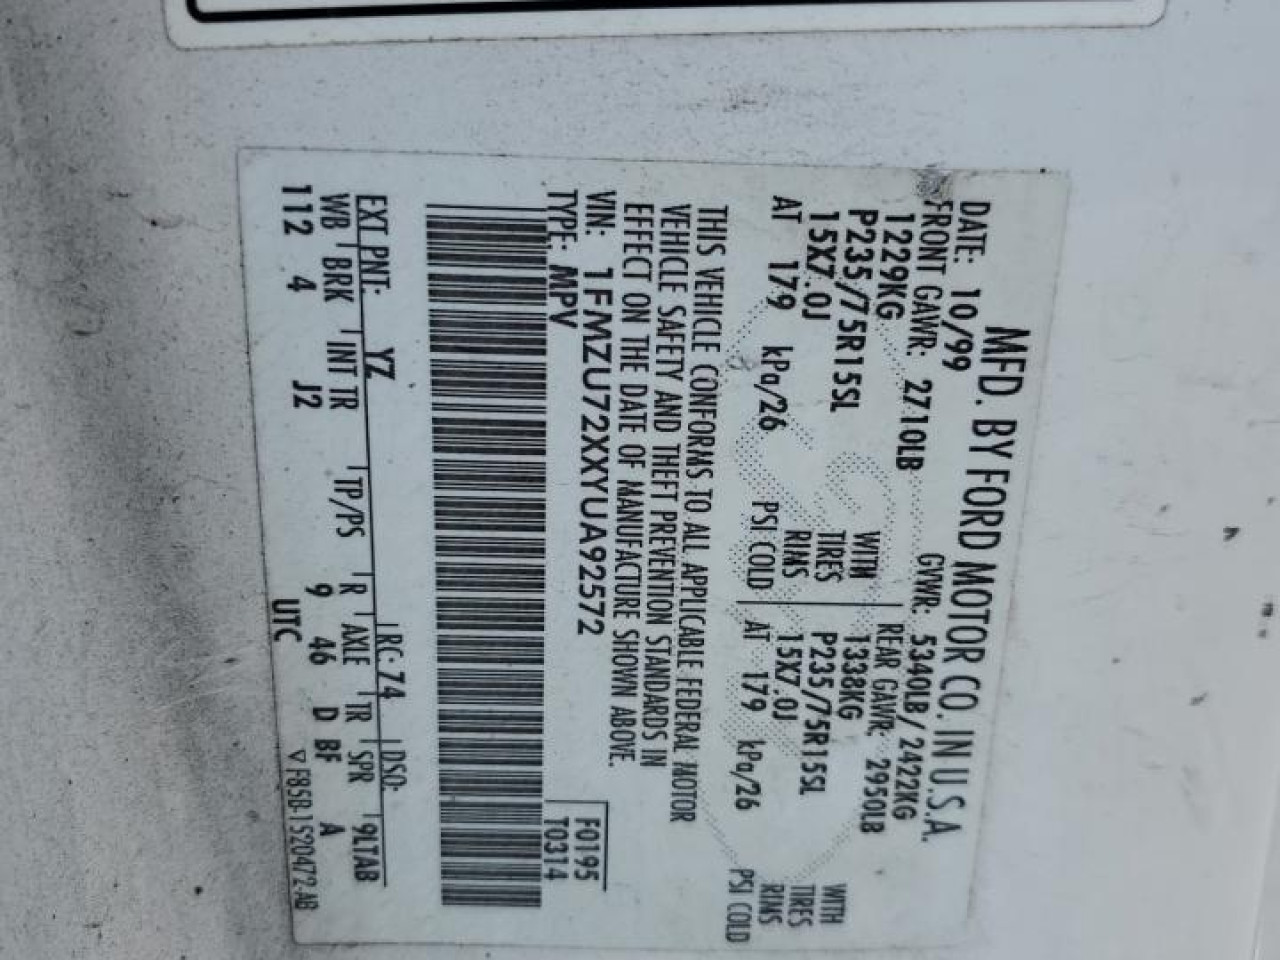 MFD. BY FORD MOTOR CO. IN U.S.A.
DATE: 10/99 GVWR: 5340LB/2422KG
FRONT GAWR: 2710LB REAR GAWR: 2950LB
1229KG WITH 1338KG WITH
P235/75R15SL TIRES P235/75R15SL TIRES
15X7.0J RIMS 15X7.0J RIMS
AT 179 kPa/26 PSI COLD AT 179 kPa/26 PSI COLD
THIS VEHICLE CONFORMS TO ALL APPLICABLE FEDERAL MOTOR
VEHICLE SAFETY AND THEFT PREVENTION STANDARDS IN
EFFECT ON THE DATE OF MANUFACTURE SHOWN ABOVE.
VIN: 1FMZU72XXYUA92572 F0195
TYPE: MPV T0314
EXT PNT: YZ RC: 74 DSO:
WB BRK INT TR TP/PS R AXLE TR SPR 9LTAB
112 4 J2 9 46 D BF A
UTC ▽ F85B-1520472-AB